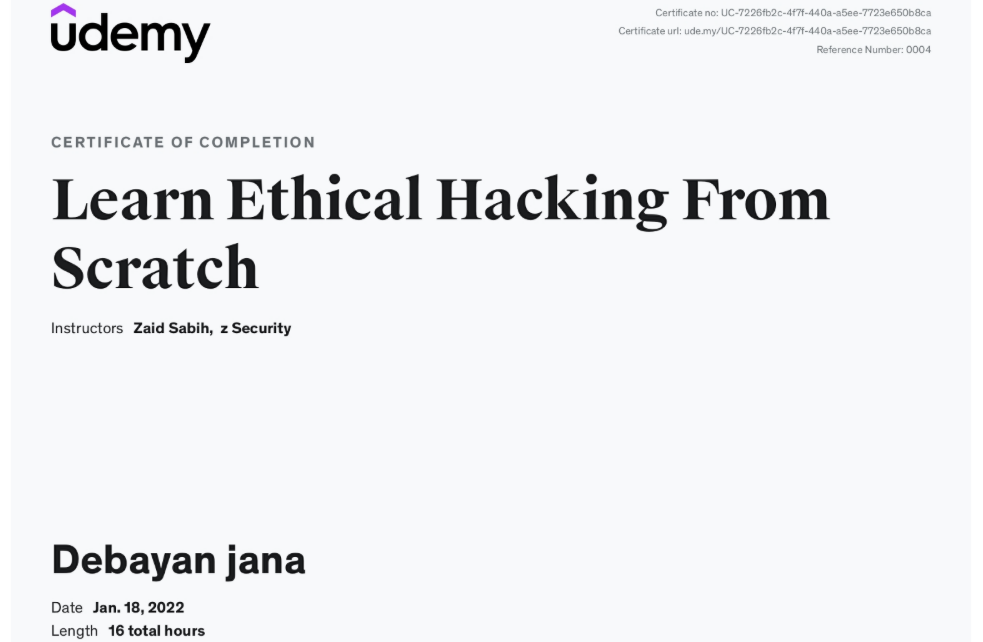 udemy
Certificate no: UC-7226fb2c-4f7f-440a-a5ee-7723e650b8ca
Certificate url: ude.my/UC-7226fb2c-4f7f-440a-a5ee-7723e650b8ca
Reference Number: 0004
CERTIFICATE OF COMPLETION
Learn Ethical Hacking From
Scratch
Instructors Zaid Sabih, z Security
Debayan jana
Date Jan. 18, 2022
Length 16 total hours